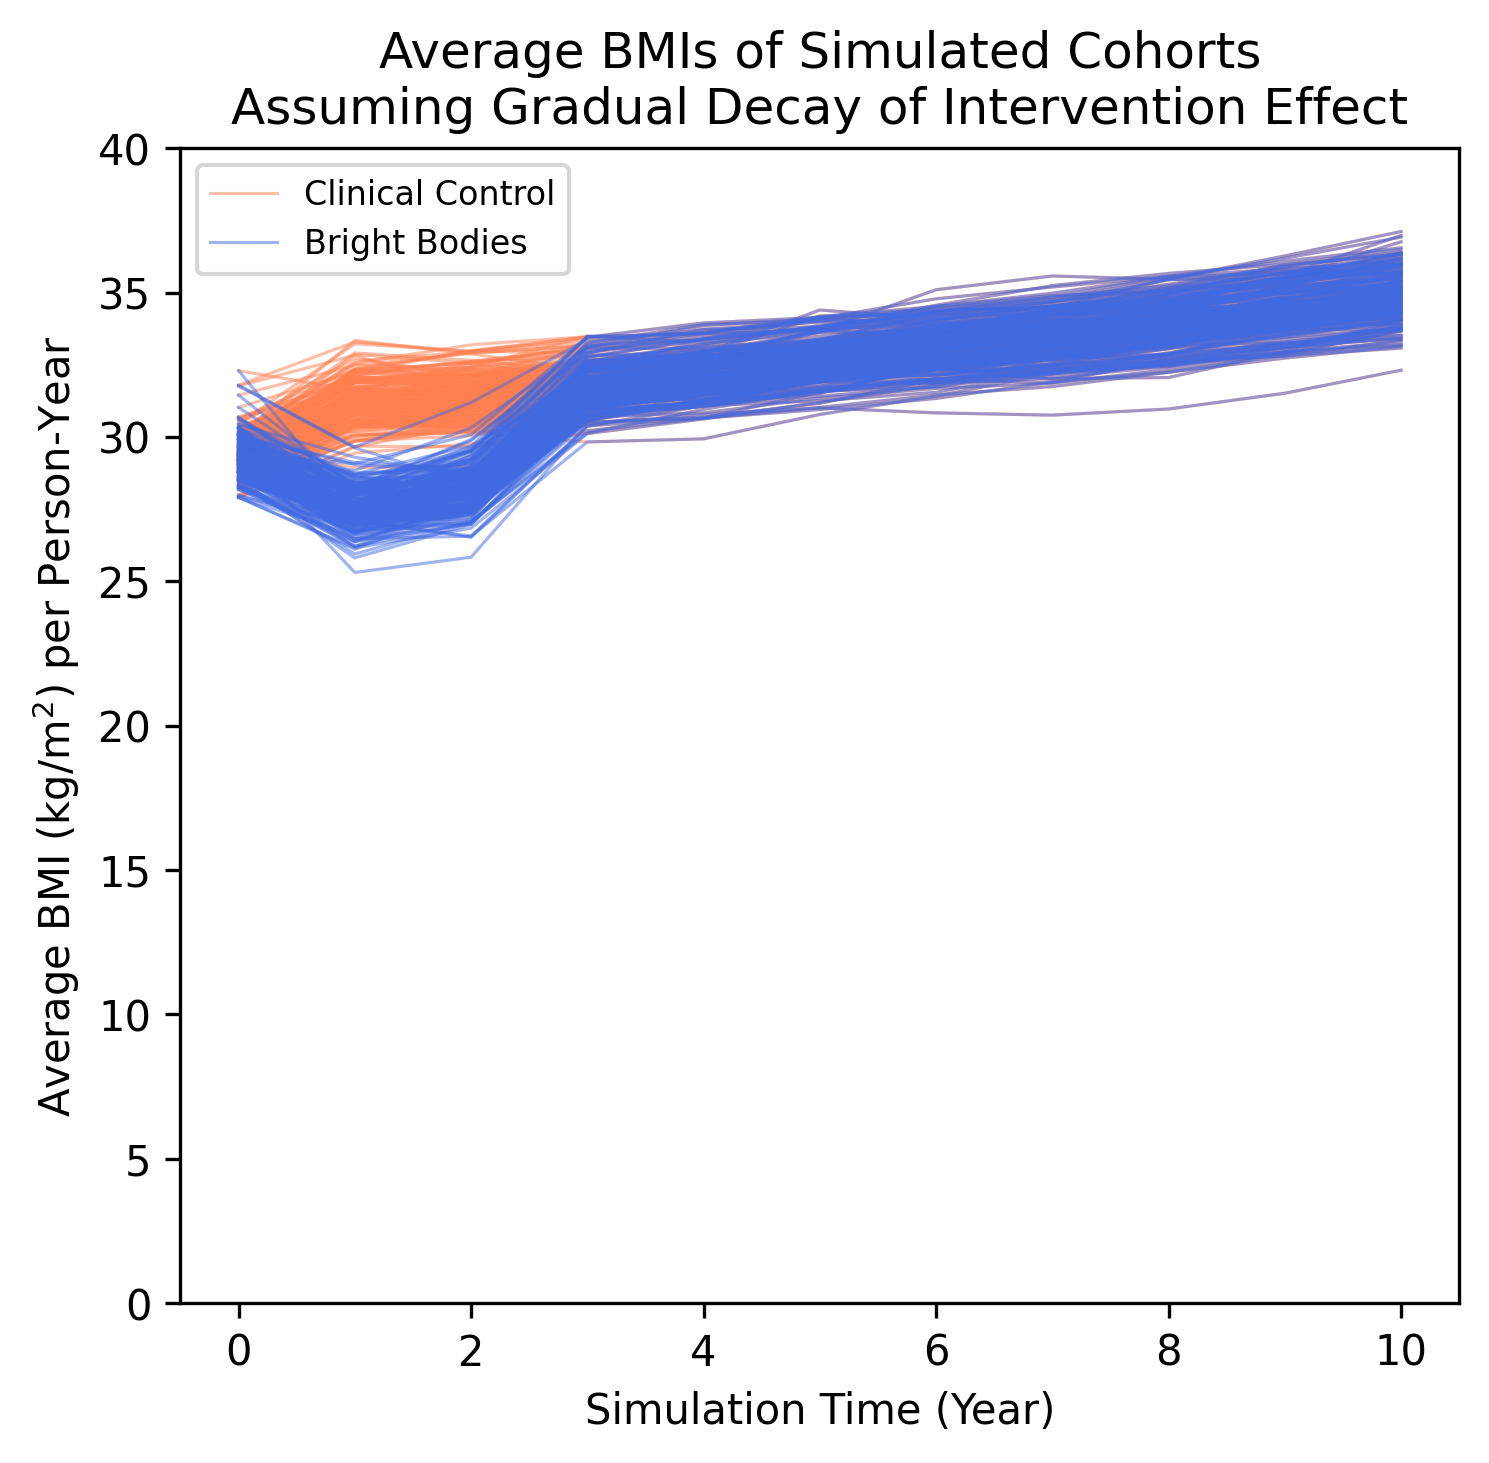 Average BMIs of Simulated Cohorts
Assuming Gradual Decay of Intervention Effect
Clinical Control
Bright Bodies
Average BMI (kg/m²) per Person-Year
40
35
30
25
20
15
10
5
0
0 2 4 6 8 10
Simulation Time (Year)